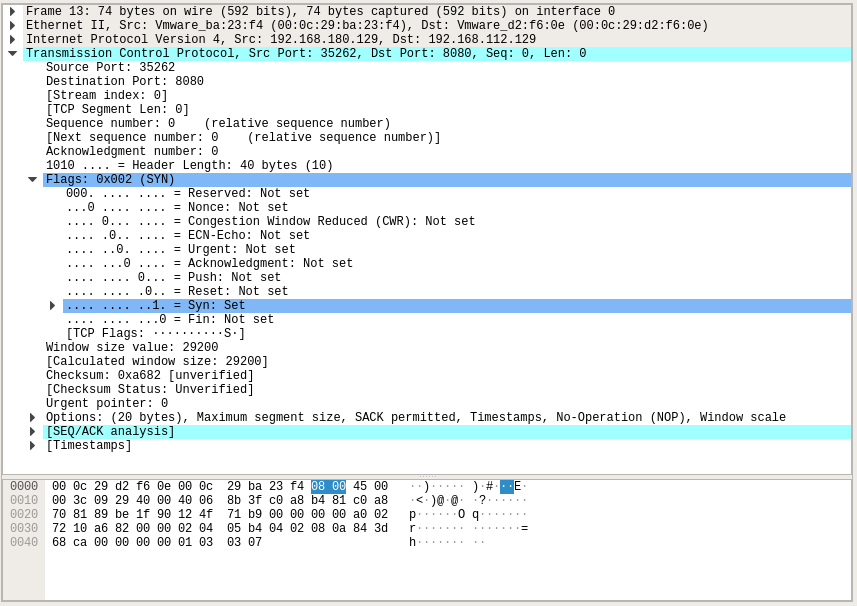 Frame 13: 74 bytes on wire (592 bits), 74 bytes captured (592 bits) on interface 0
Ethernet II, Src: Vmware_ba:23:f4 (00:0c:29:ba:23:f4), Dst: Vmware_d2:f6:0e (00:0c:29:d2:f6:0e)
Internet Protocol Version 4, Src: 192.168.180.129, Dst: 192.168.112.129
Transmission Control Protocol, Src Port: 35262, Dst Port: 8080, Seq: 0, Len: 0
Source Port: 35262
Destination Port: 8080
[Stream index: 0]
[TCP Segment Len: 0]
Sequence number: 0    (relative sequence number)
[Next sequence number: 0    (relative sequence number)]
Acknowledgment number: 0
1010 .... = Header Length: 40 bytes (10)
Flags: 0x002 (SYN)
000. .... .... = Reserved: Not set
...0 .... .... = Nonce: Not set
.... 0... .... = Congestion Window Reduced (CWR): Not set
.... .0.. .... = ECN-Echo: Not set
.... ..0. .... = Urgent: Not set
.... ...0 .... = Acknowledgment: Not set
.... .... 0... = Push: Not set
.... .... .0.. = Reset: Not set
.... .... ..1. = Syn: Set
.... .... ...0 = Fin: Not set
[TCP Flags: ··········S·]
Window size value: 29200
[Calculated window size: 29200]
Checksum: 0xa682 [unverified]
[Checksum Status: Unverified]
Urgent pointer: 0
Options: (20 bytes), Maximum segment size, SACK permitted, Timestamps, No-Operation (NOP), Window scale
[SEQ/ACK analysis]
[Timestamps]
0000 00 0c 29 d2 f6 0e 00 0c 29 ba 23 f4 08 00 45 00 ··)····· )·#···E·
0010 00 3c 09 29 40 00 40 06 8b 3f c0 a8 b4 81 c0 a8 ·<·)@·@· ·?······
0020 70 81 89 be 1f 90 12 4f 71 b9 00 00 00 00 a0 02 p······O q·······
0030 72 10 a6 82 00 00 02 04 05 b4 04 02 08 0a 84 3d r······· ·······=
0040 68 ca 00 00 00 00 01 03 03 07 h······· ··